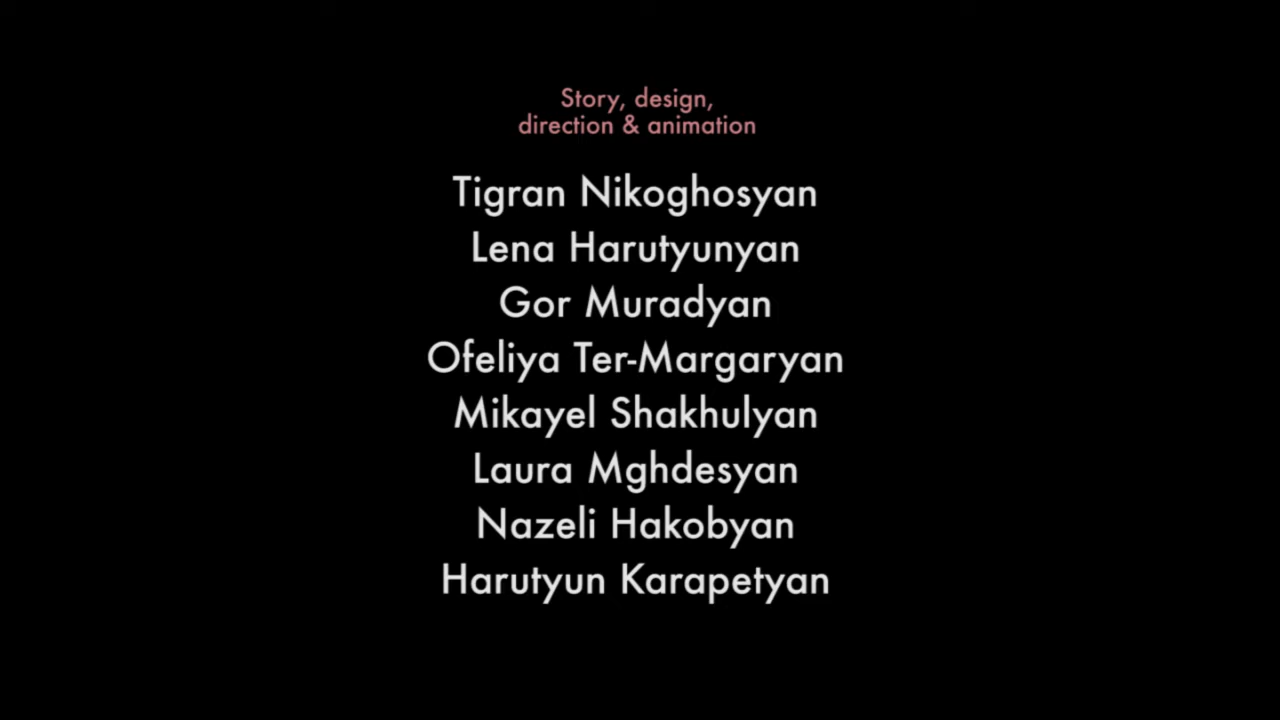 Story, design,
direction & animation
Tigran Nikoghosyan
Lena Harutyunyan
Gor Muradyan
Ofeliya Ter-Margaryan
Mikayel Shakhulyan
Laura Mghdesyan
Nazeli Hakobyan
Harutyun Karapetyan